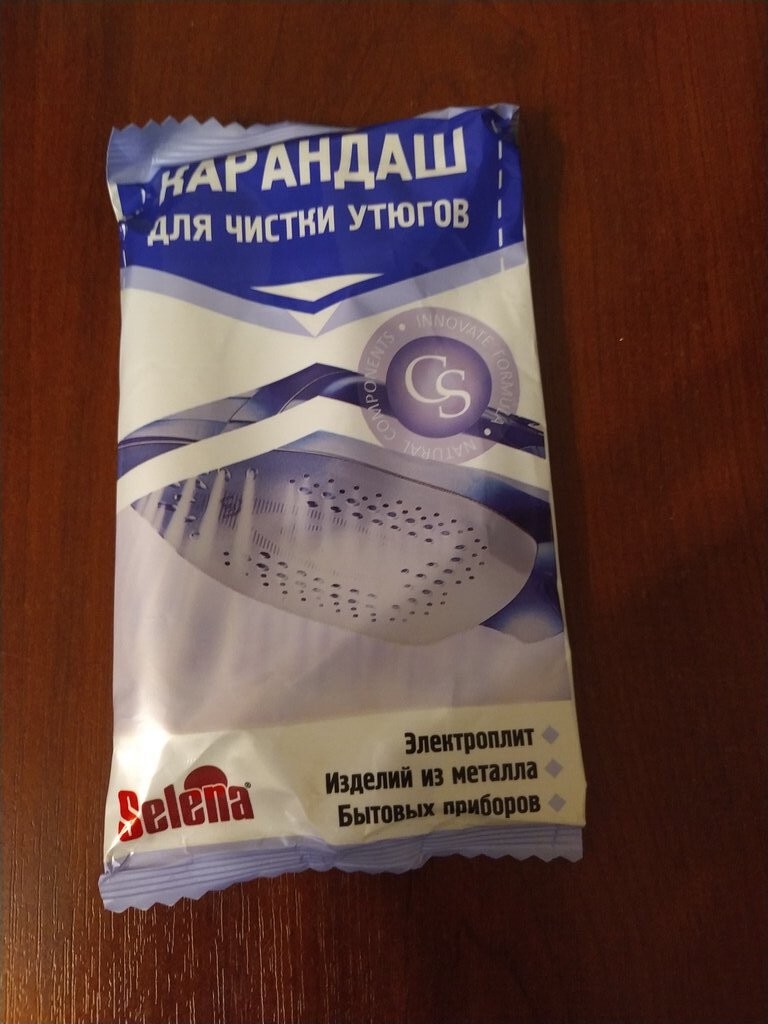 КАРАНДАШ
ДЛЯ ЧИСТКИ УТЮГОВ
INNOVATE FORMULA • NATURAL COMPONENTS •
CS
Электроплит
Изделий из металла
Бытовых приборов
Selena®